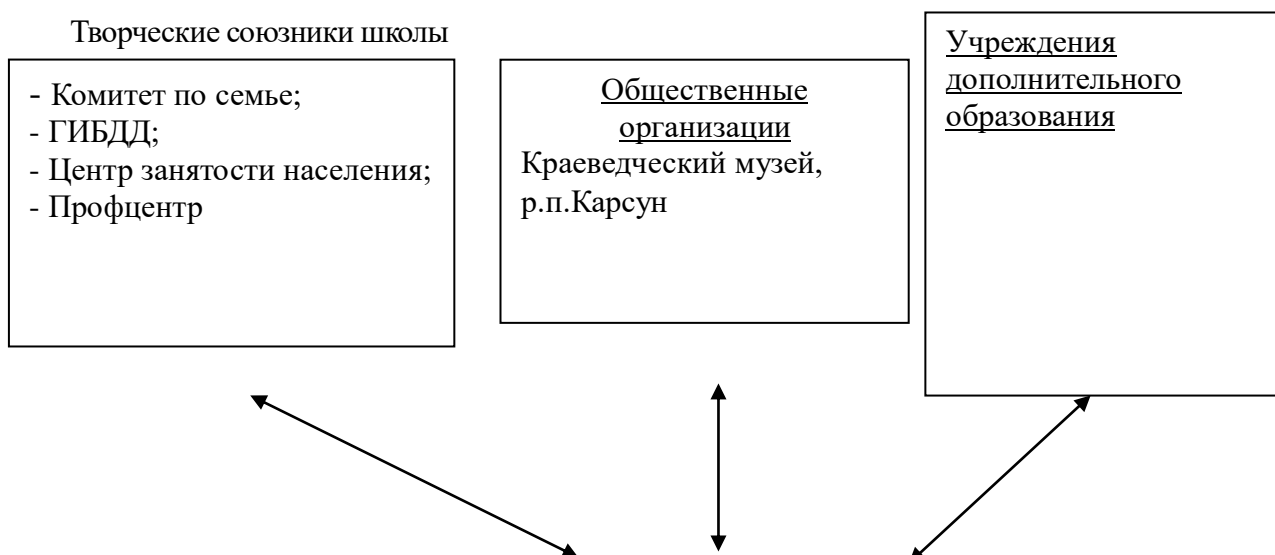 Творческие союзники школы
- Комитет по семье;
- ГИБДД;
- Центр занятости населения;
- Профцентр
Общественные
организации
Краеведческий музей,
р.п.Карсун
Учреждения
дополнительного
образования